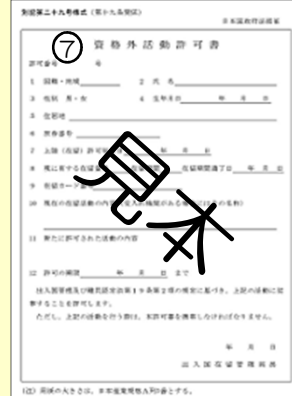 別記第二十九号様式（第十九条関係）
日本国政府法務省
⑦
資格外活動許可書
許可番号 号
1 国籍・地域 2 氏名
3 性別 男・女 4 生年月日 年 月 日
5 住居地
6 旅券番号
7 上陸（在留）許可 年 月 日
8 現に有する在留 在留期間満了日 年 月 日
9 在留カード
10 現在の在留活動の内容
11 新たに許可された活動の内容
12 許可の期限 年 月 日 まで
出入国管理及び難民認定法第19条第2項の規定に基づき、上記の活動に従
事することを許可します。
ただし、上記の活動を行う際は、本許可書を携帯しなければなりません。
年 月 日
出入国在留管理局長
（注） 用紙の大きさは、日本産業規格A列5番とする。
見本